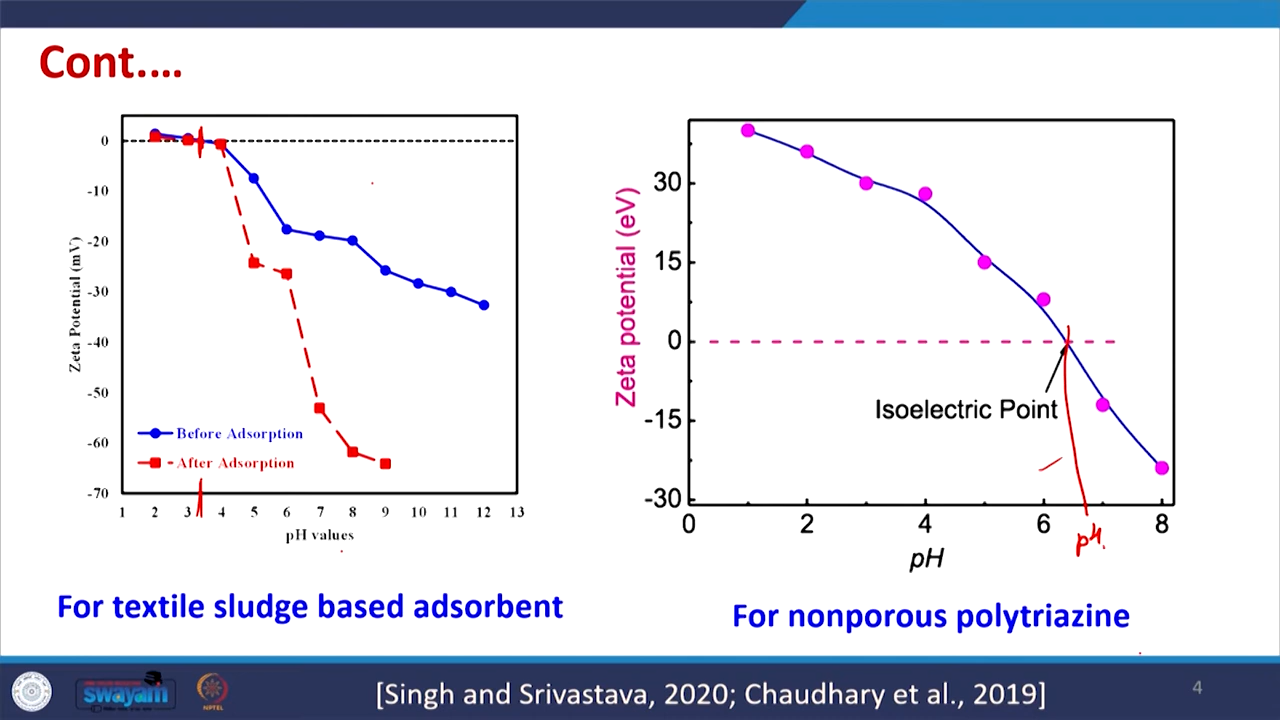 Cont....
0
-10
-20
-30
-40
-50
-60
-70
Zeta Potential (mV)
Before Adsorption
After Adsorption
1 2 3 4 5 6 7 8 9 10 11 12 13
pH values
For textile sludge based adsorbent
30
15
0
-15
-30
Zeta potential (eV)
Isoelectric Point
0 2 4 6 8
pH
pH.
For nonporous polytriazine
swayam
NPTEL
[Singh and Srivastava, 2020; Chaudhary et al., 2019]
4